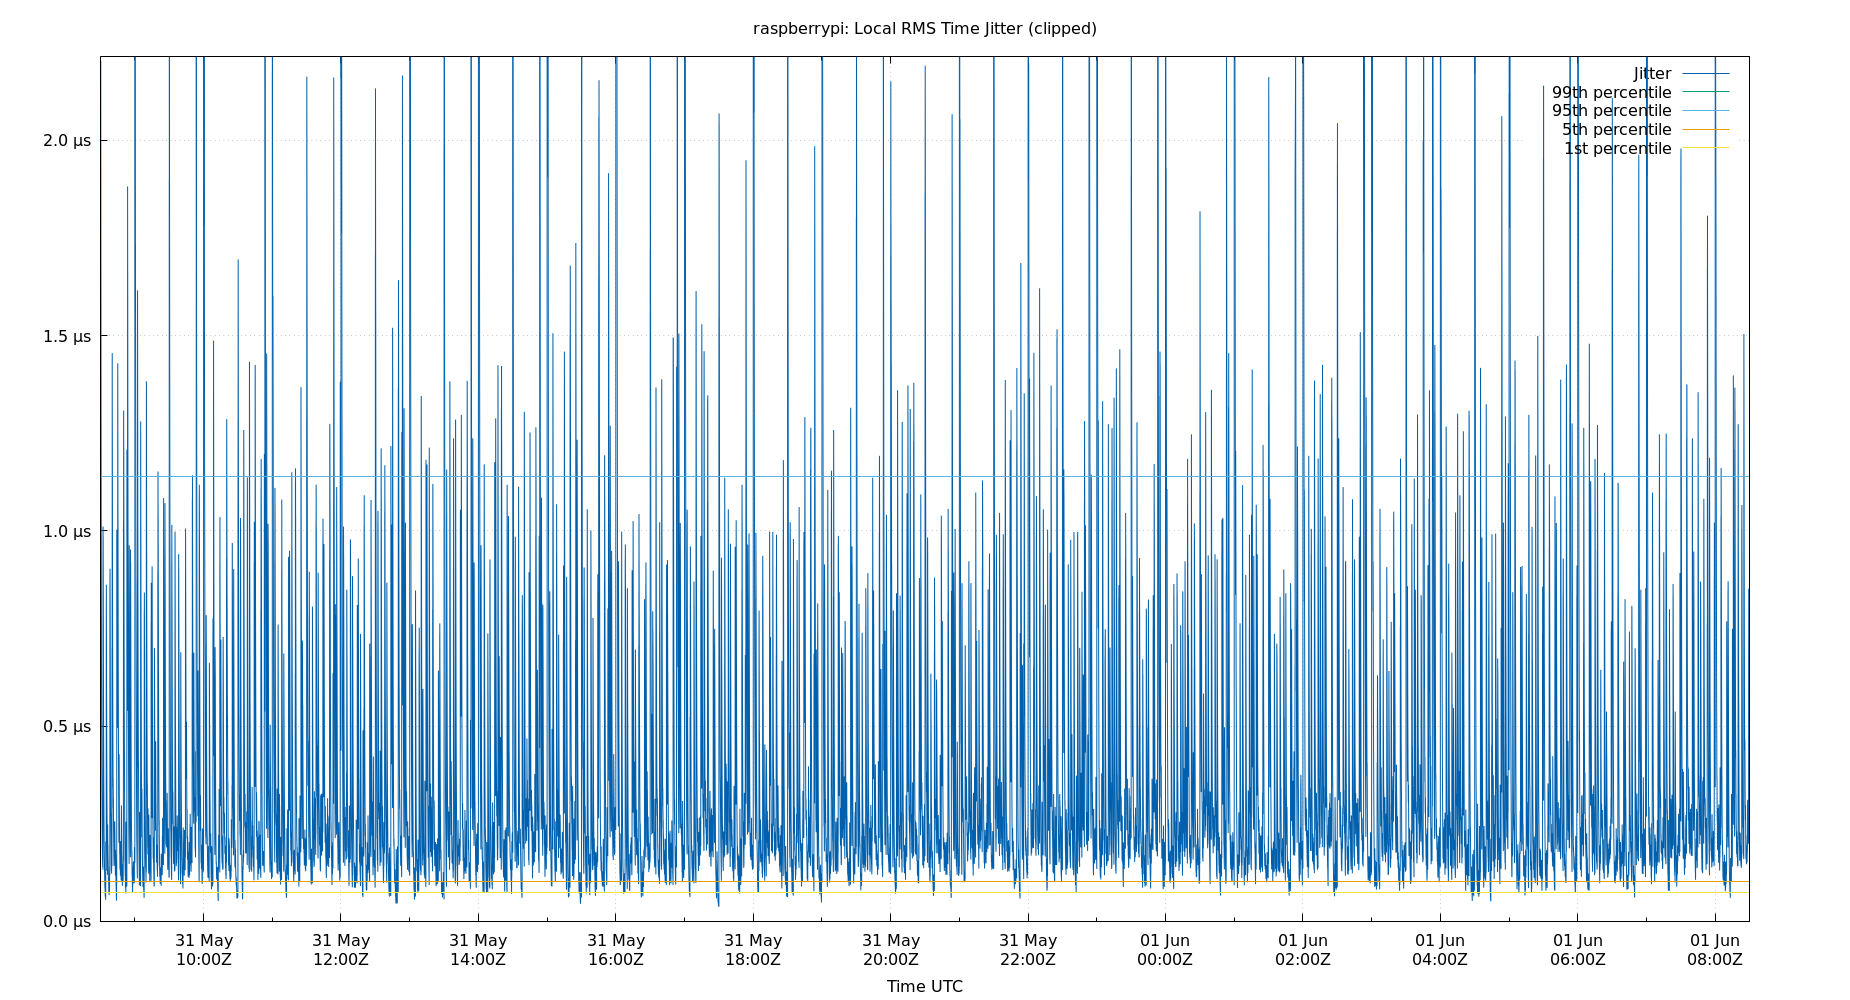 raspberrypi: Local RMS Time Jitter (clipped)
Jitter
99th percentile
95th percentile
5th percentile
1st percentile
2.0 μs
1.5 μs
1.0 μs
0.5 μs
0.0 μs
31 May 31 May 31 May 31 May 31 May 31 May 31 May 01 Jun 01 Jun 01 Jun 01 Jun 01 Jun
10:00Z 12:00Z 14:00Z 16:00Z 18:00Z 20:00Z 22:00Z 00:00Z 02:00Z 04:00Z 06:00Z 08:00Z
Time UTC